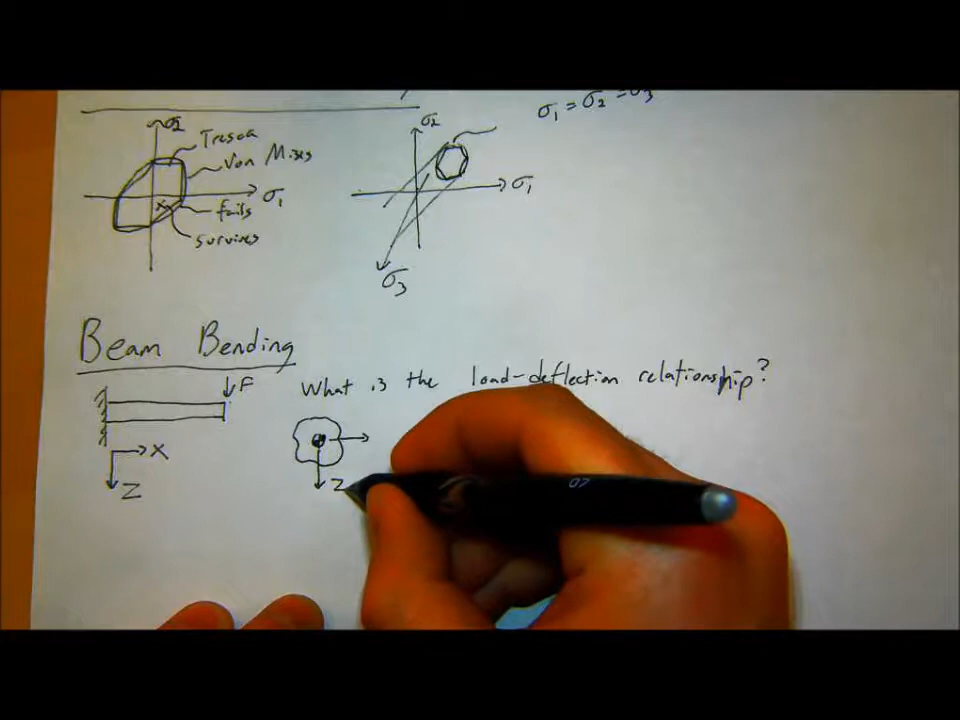 σ₁ = σ₂ = σ₃
σ₂
Tresca
Von Mises
σ₁
fails
survives
σ₂
σ₁
σ₃
Beam Bending
F
What is the load-deflection relationship?
X
Z
Z